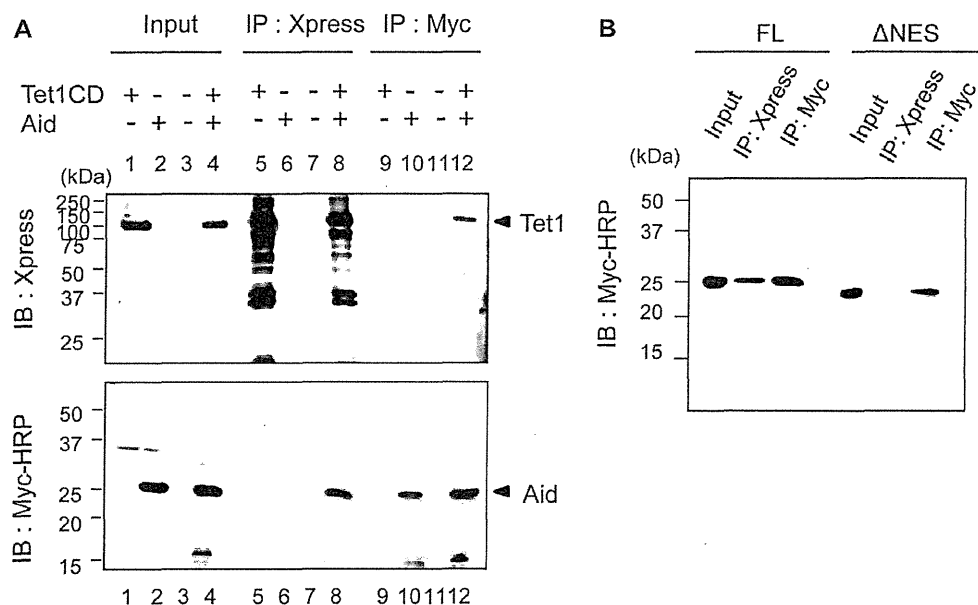 A
Input IP : Xpress IP : Myc
Tet1CD + - - + + - - + + - - +
Aid - + - + - + - + - + - +
1 2 3 4 5 6 7 8 9 10 11 12
(kDa)
250
150
100
75
50
37
25
IB : Xpress
Tet1
50
37
25
20
15
IB : Myc-HRP
Aid
1 2 3 4 5 6 7 8 9 10 11 12
B
FL ΔNES
Input IP: Xpress IP: Myc Input IP: Xpress IP: Myc
(kDa)
50
37
25
20
15
IB : Myc-HRP